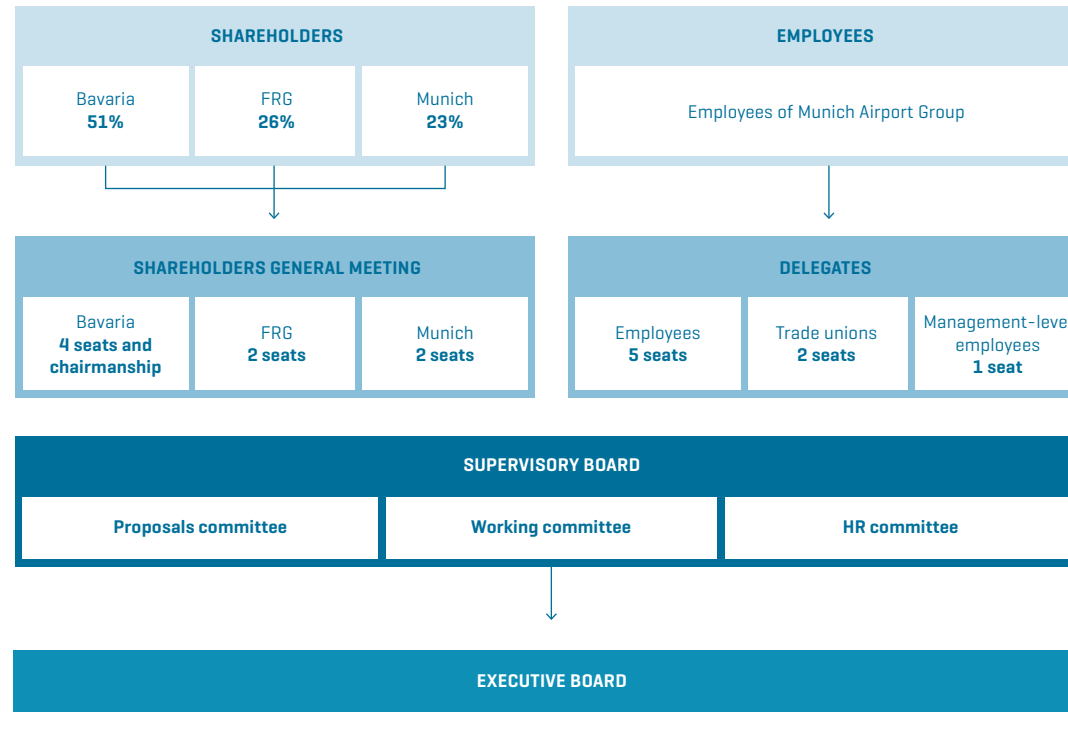 SHAREHOLDERS
Bavaria
51%
FRG
26%
Munich
23%
EMPLOYEES
Employees of Munich Airport Group
SHAREHOLDERS GENERAL MEETING
Bavaria
4 seats and
chairmanship
FRG
2 seats
Munich
2 seats
DELEGATES
Employees
5 seats
Trade unions
2 seats
Management-leve
employees
1 seat
SUPERVISORY BOARD
Proposals committee
Working committee
HR committee
EXECUTIVE BOARD